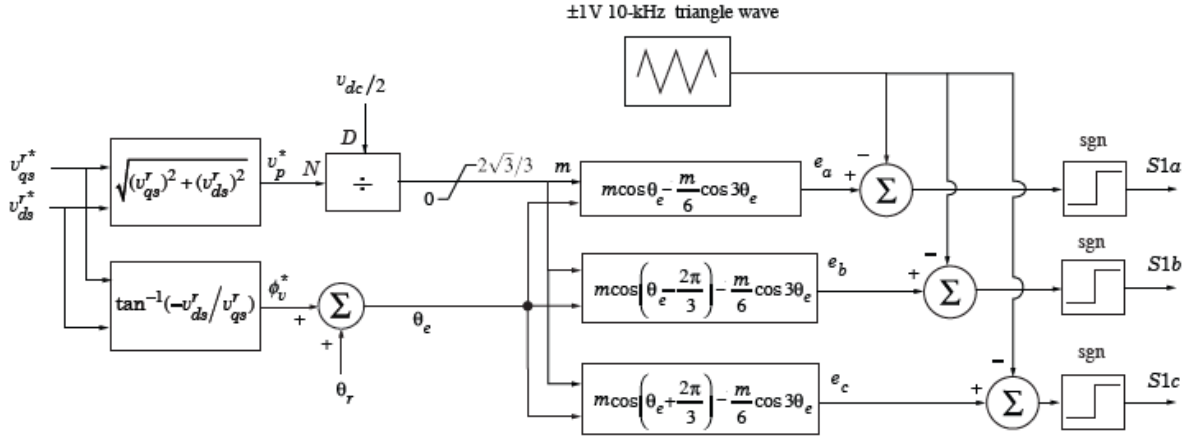 ±1V 10-kHz triangle wave
v_dc/2
D
v_qs^r*
v_ds^r*
√((v_qs^r)^2 + (v_ds^r)^2)
v_p^*
N
÷
2√3/3
0
m
m cos θ_e - m/6 cos 3θ_e
e_a
+
−
Σ
sgn
S1a
tan^-1(−v_ds^r/v_qs^r)
ϕ_v^*
+
Σ
+
θ_r
θ_e
m cos(θ_e - 2π/3) - m/6 cos 3θ_e
e_b
+
−
Σ
sgn
S1b
m cos(θ_e + 2π/3) - m/6 cos 3θ_e
e_c
+
−
Σ
sgn
S1c